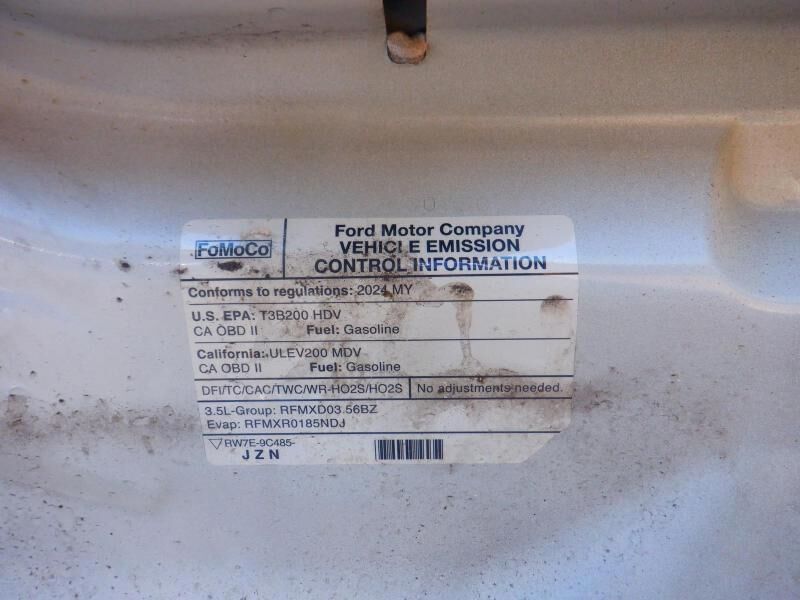 FoMoCo
Ford Motor Company
VEHICLE EMISSION
CONTROL INFORMATION
Conforms to regulations: 2024 MY
U.S. EPA: T3B200 HDV
CA OBD II Fuel: Gasoline
California: ULEV200 MDV
CA OBD II Fuel: Gasoline
DFI/TC/CAC/TWC/WR-HO2S/HO2S No adjustments needed.
3.5L-Group: RFMXD03.56BZ
Evap: RFMXR0185NDJ
RW7E-9C485-
J Z N